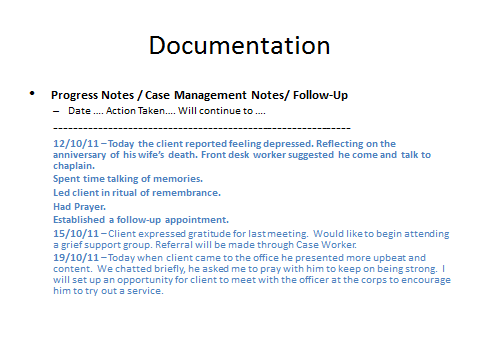 Documentation
• Progress Notes / Case Management Notes/ Follow-Up
– Date .... Action Taken.... Will continue to ....
------------------------------------------------------------
12/10/11 – Today the client reported feeling depressed. Reflecting on the
anniversary of his wife's death. Front desk worker suggested he come and talk to
chaplain.
Spent time talking of memories.
Led client in ritual of remembrance.
Had Prayer.
Established a follow-up appointment.
15/10/11 – Client expressed gratitude for last meeting.  Would like to begin attending
a grief support group. Referral will be made through Case Worker.
19/10/11 – Today when client came to the office he presented more upbeat and
content.  We chatted briefly, he asked me to pray with him to keep on being strong.  I
will set up an opportunity for client to meet with the officer at the corps to encourage
him to try out a service.